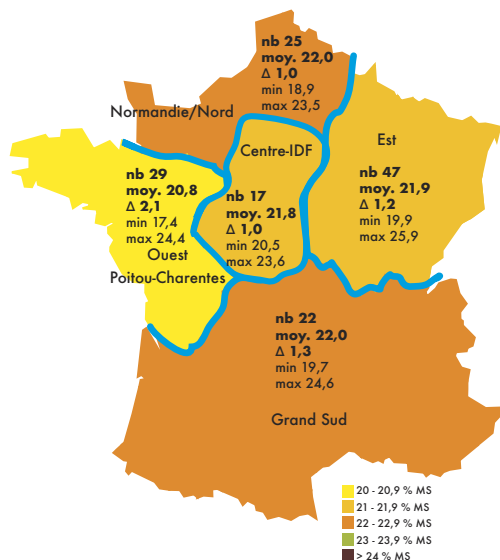 nb 25
moy. 22,0
Δ 1,0
min 18,9
max 23,5
Normandie/Nord
Est
nb 47
moy. 21,9
Δ 1,2
min 19,9
max 25,9
Centre-IDF
nb 17
moy. 21,8
Δ 1,0
min 20,5
max 23,6
nb 29
moy. 20,8
Δ 2,1
min 17,4
max 24,4
Ouest
Poitou-Charentes
nb 22
moy. 22,0
Δ 1,3
min 19,7
max 24,6
Grand Sud
20 - 20,9 % MS
21 - 21,9 % MS
22 - 22,9 % MS
23 - 23,9 % MS
> 24 % MS